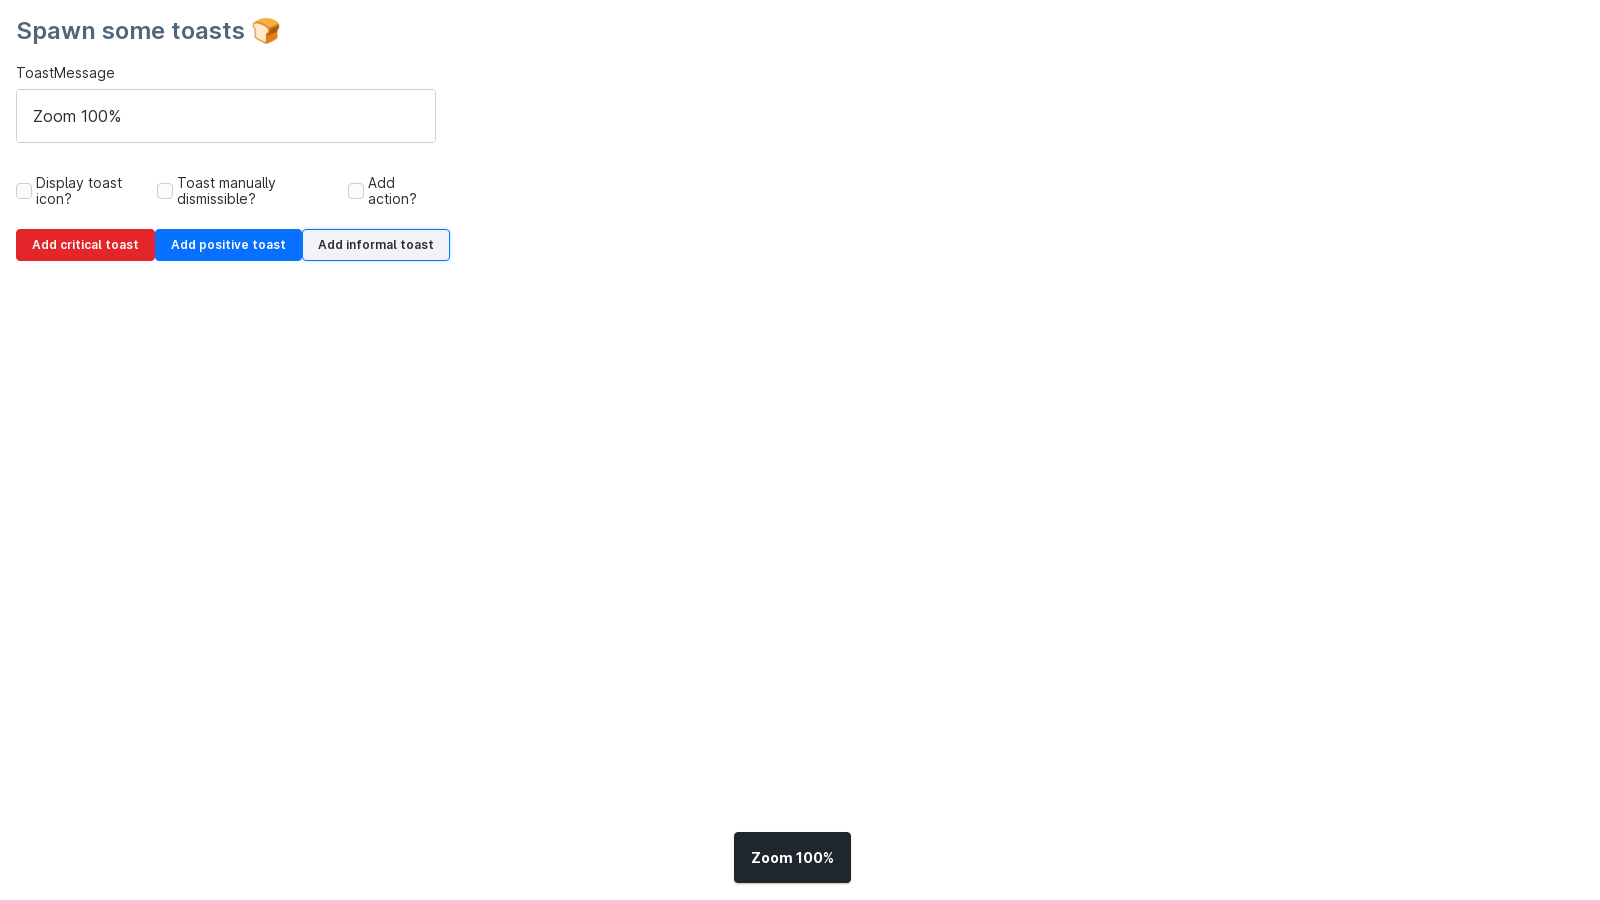 Spawn some toasts 🍞
ToastMessage
Zoom 100%
Display toast icon?
Toast manually dismissible?
Add action?
Add critical toast
Add positive toast
Add informal toast
Zoom 100%